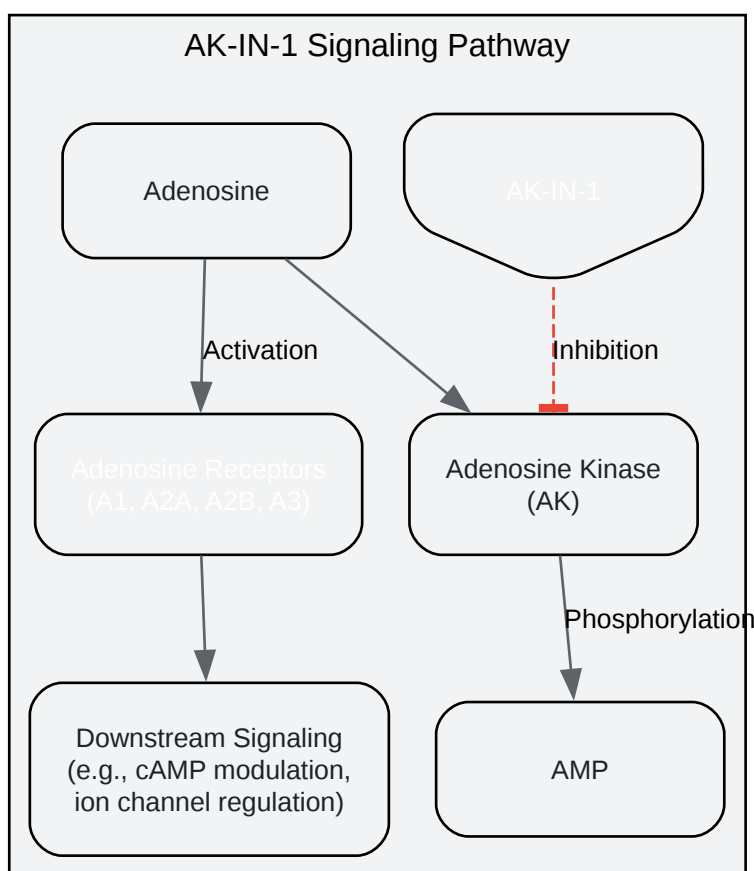 AK-IN-1 Signaling Pathway
Adenosine
AK-IN-1
Activation
Inhibition
Adenosine Receptors
(A1, A2A, A2B, A3)
Adenosine Kinase
(AK)
Phosphorylation
Downstream Signaling
(e.g., cAMP modulation,
ion channel regulation)
AMP